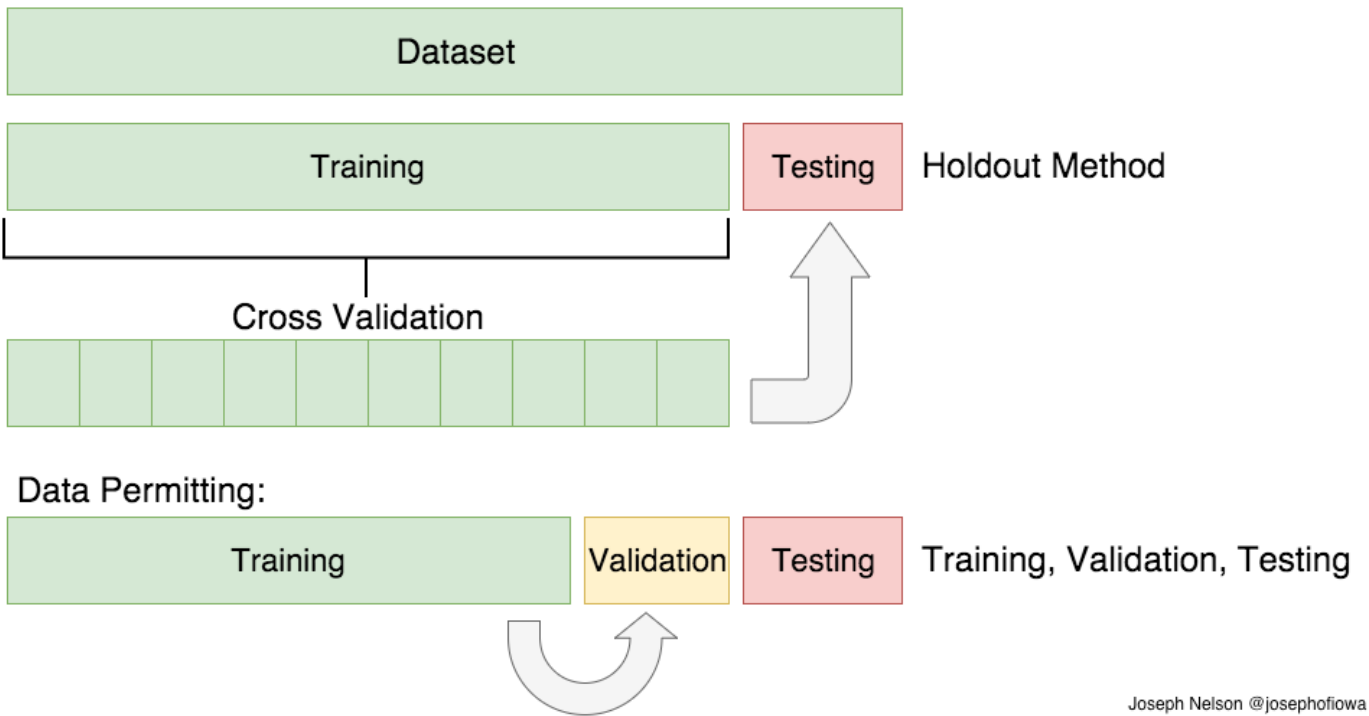 Dataset
Training
Testing
Holdout Method
Cross Validation
Data Permitting:
Training
Validation
Testing
Training, Validation, Testing
Joseph Nelson @josephofiowa